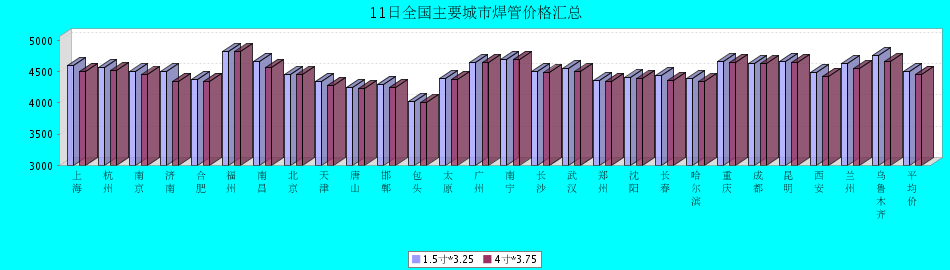 11日全国主要城市焊管价格汇总
5000
4500
4000
3500
3000
上海
杭州
南京
济南
合肥
福州
南昌
北京
天津
唐山
邯郸
包头
太原
广州
南宁
长沙
武汉
郑州
沈阳
长春
哈尔滨
重庆
成都
昆明
西安
兰州
乌鲁木齐
平均价
1.5寸*3.25
4寸*3.75